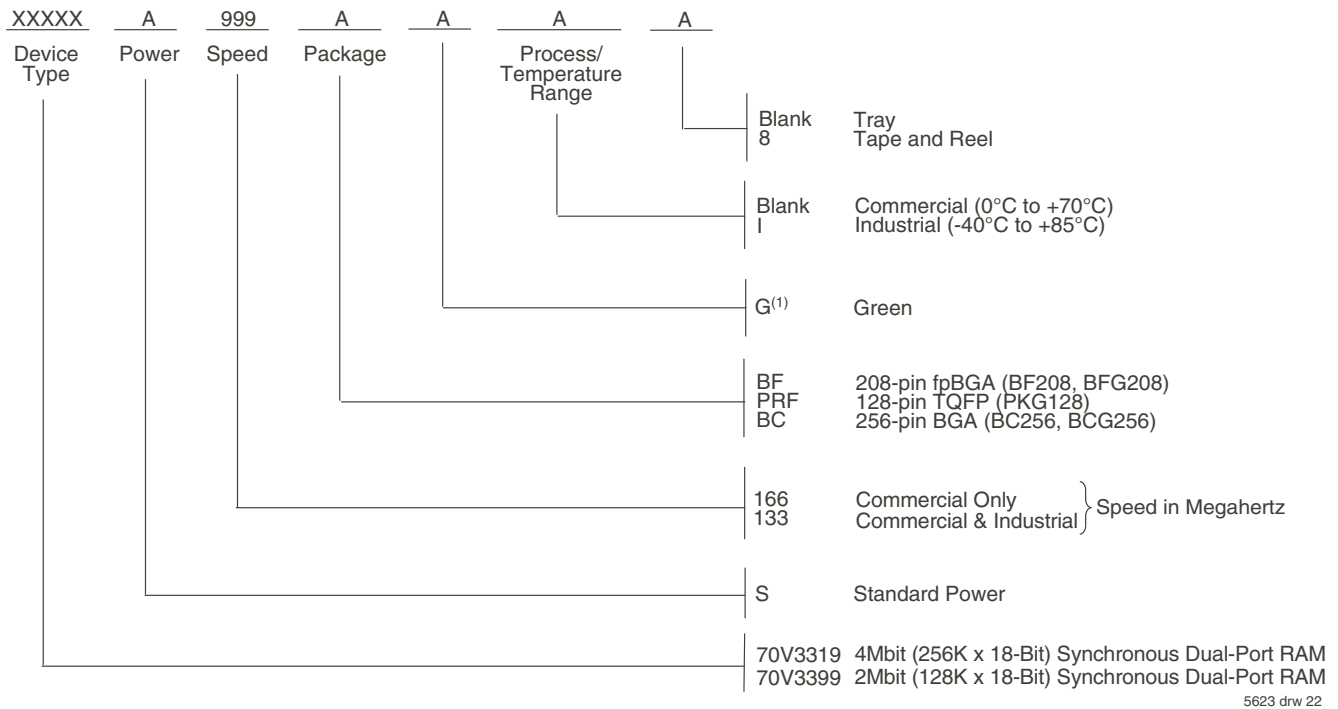 XXXXX A 999 A A A A
Device Type Power Speed Package Process/ Temperature Range
Blank Tray
8 Tape and Reel
Blank Commercial (0°C to +70°C)
I Industrial (-40°C to +85°C)
G(1) Green
BF 208-pin fpBGA (BF208, BFG208)
PRF 128-pin TQFP (PKG128)
BC 256-pin BGA (BC256, BCG256)
166 Commercial Only
133 Commercial & Industrial
Speed in Megahertz
S Standard Power
70V3319 4Mbit (256K x 18-Bit) Synchronous Dual-Port RAM
70V3399 2Mbit (128K x 18-Bit) Synchronous Dual-Port RAM
5623 drw 22